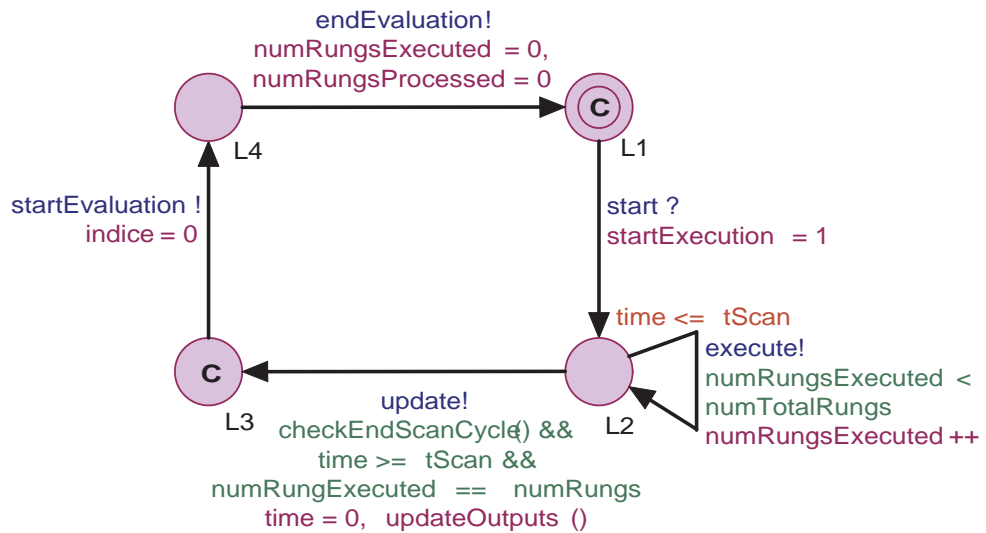 endEvaluation!
numRungsExecuted = 0,
numRungsProcessed = 0
C
L4
L1
startEvaluation !
indice = 0
start ?
startExecution = 1
time <= tScan
execute!
numRungsExecuted <
numTotalRungs
numRungsExecuted ++
C
L3
L2
update!
checkEndScanCycle() &&
time >= tScan &&
numRungExecuted == numRungs
time = 0, updateOutputs ()